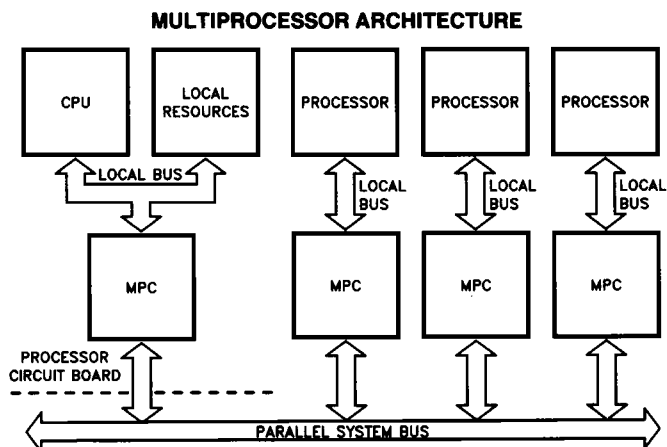 MULTIPROCESSOR ARCHITECTURE
CPU
LOCAL
RESOURCES
PROCESSOR
PROCESSOR
PROCESSOR
LOCAL BUS
LOCAL
BUS
LOCAL
BUS
LOCAL
BUS
MPC
MPC
MPC
MPC
PROCESSOR
CIRCUIT BOARD
PARALLEL SYSTEM BUS